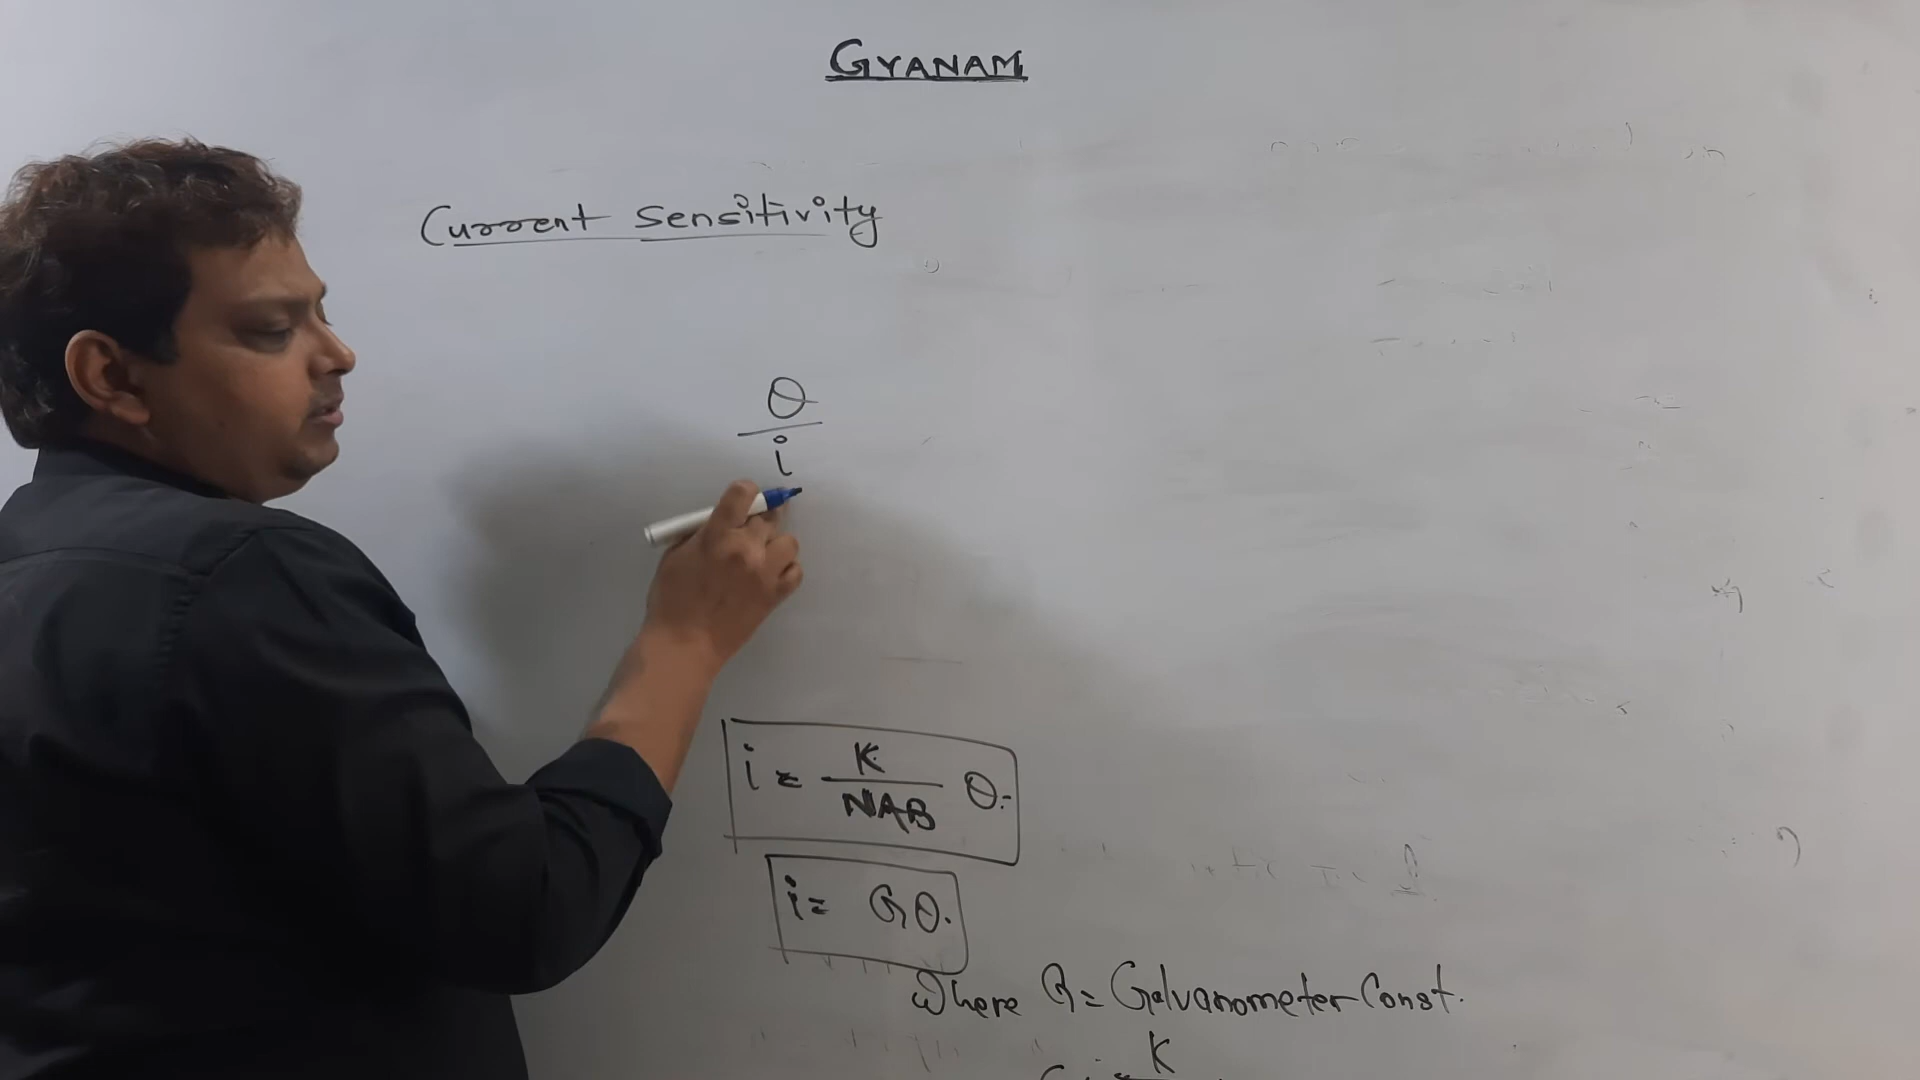 GYANAM
Current Sensitivity
θ
i
i = K
NAB θ.
i = Gθ.
Where G = Galvanometer Const.
K